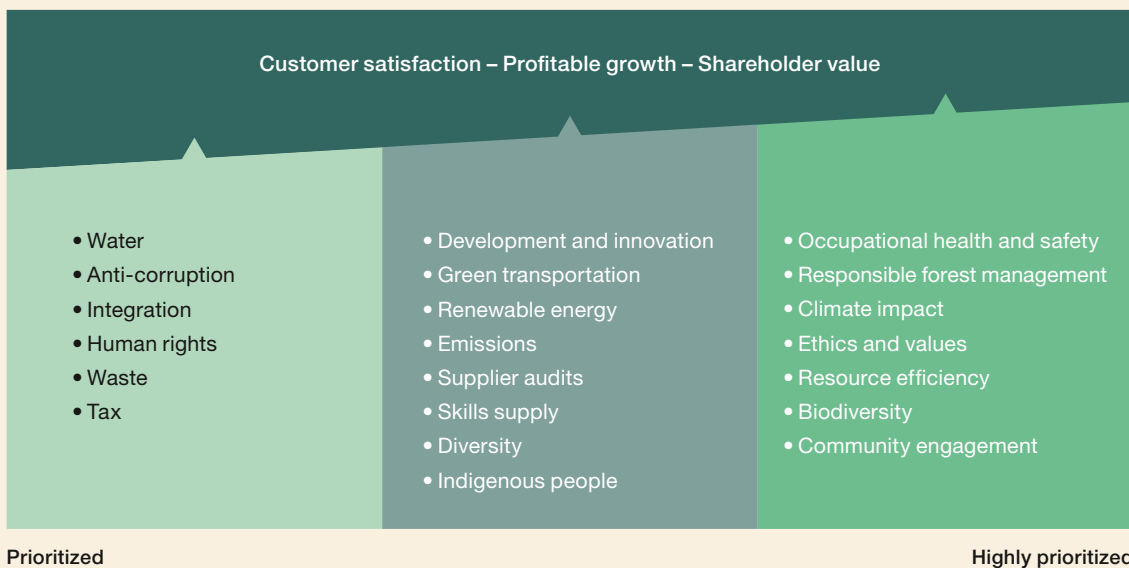 Customer satisfaction – Profitable growth – Shareholder value
• Water
• Anti-corruption
• Integration
• Human rights
• Waste
• Tax
• Development and innovation
• Green transportation
• Renewable energy
• Emissions
• Supplier audits
• Skills supply
• Diversity
• Indigenous people
• Occupational health and safety
• Responsible forest management
• Climate impact
• Ethics and values
• Resource efficiency
• Biodiversity
• Community engagement
Prioritized
Highly prioritized